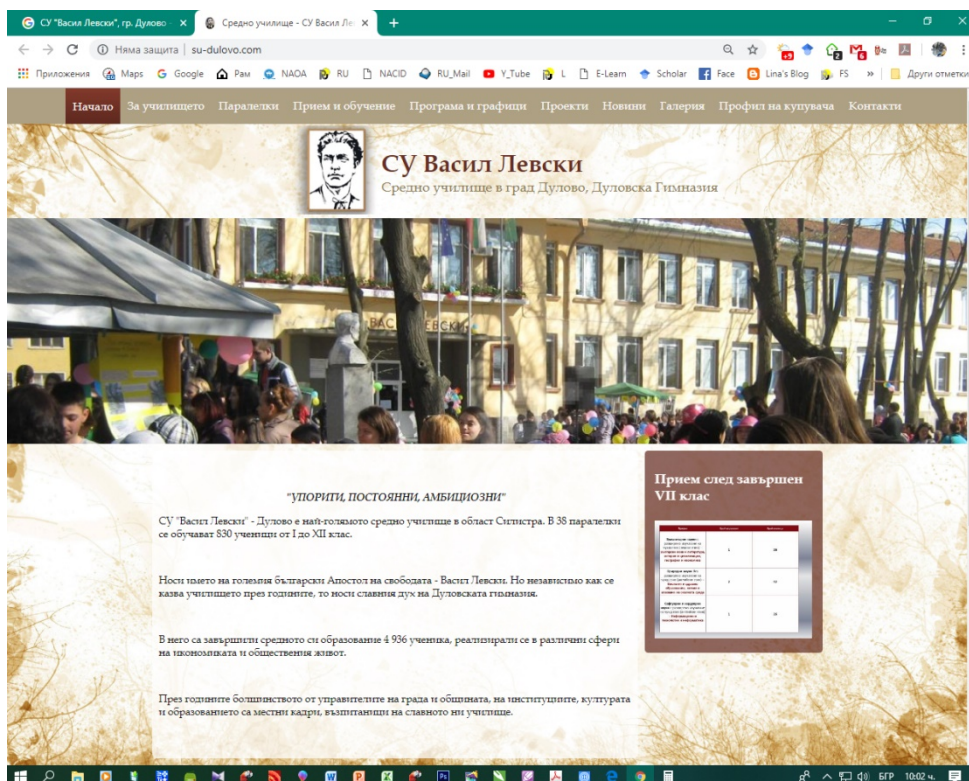 СУ "Васил Левски", гр. Дулово -
Средно училище - СУ Васил Лев
Няма защита | su-dulovo.com
+9
2
6
Приложения Maps Google Рам NAOA RU NACID RU_Mail Y_Tube L E-Learn Scholar Face Lina's Blog FS » Други отметки
Начало За училището Паралелки Прием и обучение Програма и графици Проекти Новини Галерия Профил на купувача Контакти
СУ Васил Левски
Средно училище в град Дулово, Дуловска Гимназия
"УПОРИТИ, ПОСТОЯННИ, АМБИЦИОЗНИ"
СУ "Васил Левски" - Дулово е най-голямото средно училище в област Силистра. В 38 паралелки
се обучават 830 ученици от I до XII клас.
Носи името на големия български Апостол на свободата - Васил Левски. Но независимо как се
казва училището през годините, то носи славния дух на Дуловската гимназия.
В него са завършили средното си образование 4 936 ученика, реализирали се в различни сфери
на икономиката и обществения живот.
През годините болшинството от управителите на града и общината, на институциите, културата
и образованието са местни кадри, възпитаници на славното ни училище.
Прием след завършен
VII клас
БГР 10:02 ч.